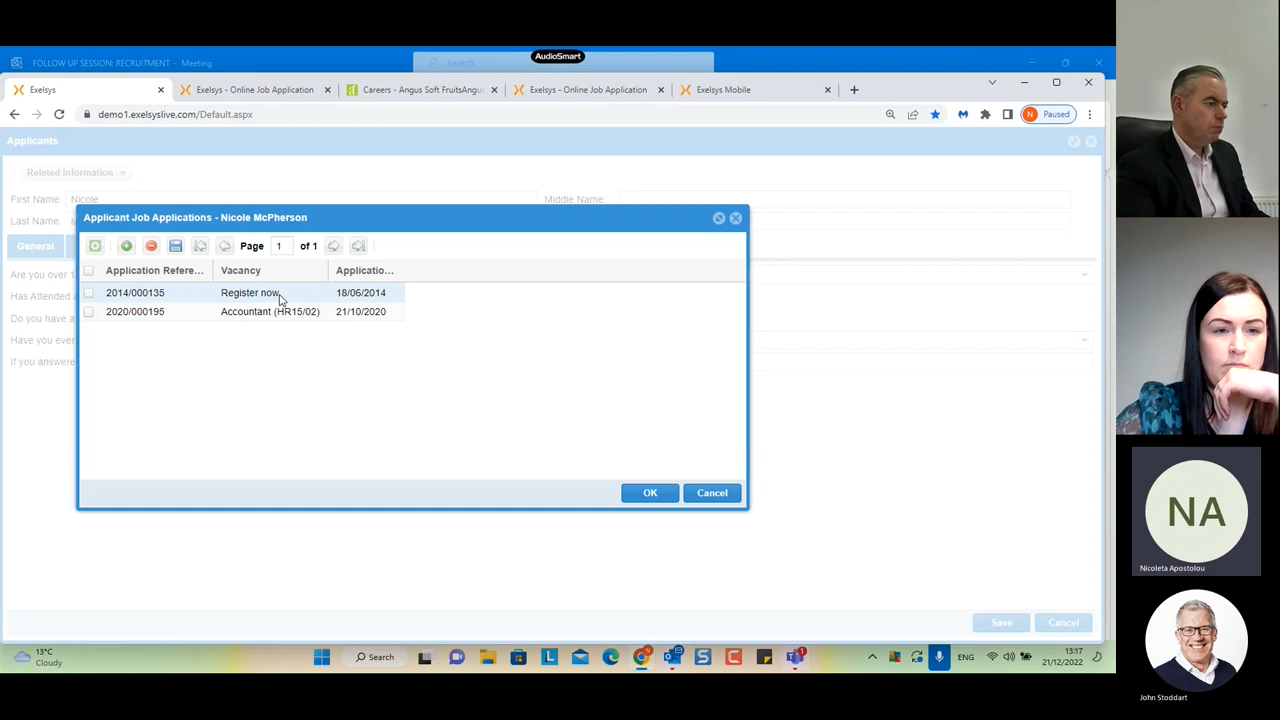 AudioSmart
FOLLOW UP SESSION: RECRUITMENT - Meeting
Search
Exelsys
Exelsys - Online Job Application
Careers - Angus Soft FruitsAngus
Exelsys - Online Job Application
Exelsys Mobile
demo1.exelsyslive.com/Default.aspx
N Paused
Applicants
Related Information
First Name: Nicole
Middle Name:
Last Name:
General
Applicant Job Applications - Nicole McPherson
Page 1 of 1
Application Refere... Vacancy Applicatio...
2014/000135 Register now 18/06/2014
2020/000195 Accountant (HR15/02) 21/10/2020
Are you over 1
Has Attended a
Do you have a
Have you ever
If you answere
OK Cancel
Save Cancel
NA
Nicoleta Apostolou
John Stoddart
13°C
Cloudy
Search
ENG
13:17
21/12/2022